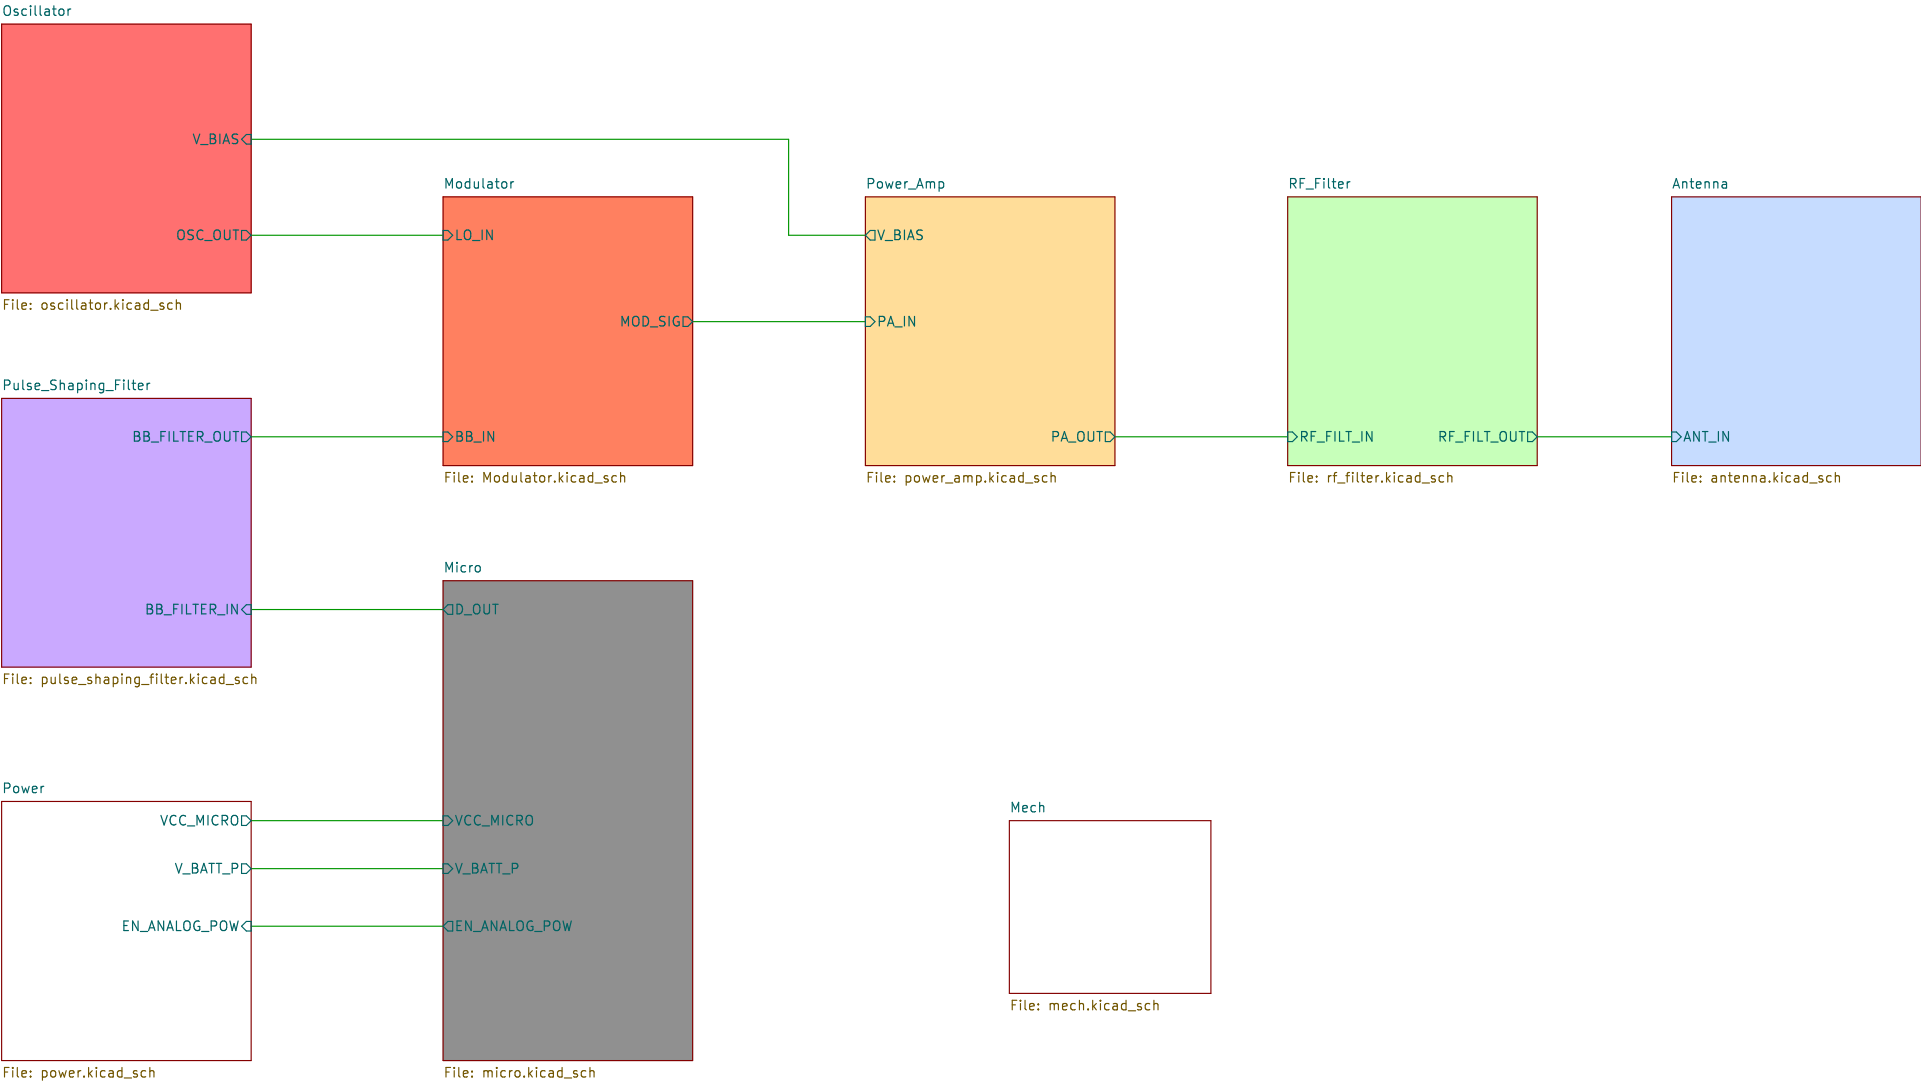 Oscillator
V_BIAS
OSC_OUT
File: oscillator.kicad_sch
Modulator
LO_IN
MOD_SIG
BB_IN
File: Modulator.kicad_sch
Power_Amp
V_BIAS
PA_IN
PA_OUT
File: power_amp.kicad_sch
RF_Filter
RF_FILT_IN
RF_FILT_OUT
File: rf_filter.kicad_sch
Antenna
ANT_IN
File: antenna.kicad_sch
Pulse_Shaping_Filter
BB_FILTER_OUT
BB_FILTER_IN
File: pulse_shaping_filter.kicad_sch
Micro
D_OUT
VCC_MICRO
V_BATT_P
EN_ANALOG_POW
File: micro.kicad_sch
Power
VCC_MICRO
V_BATT_P
EN_ANALOG_POW
File: power.kicad_sch
Mech
File: mech.kicad_sch